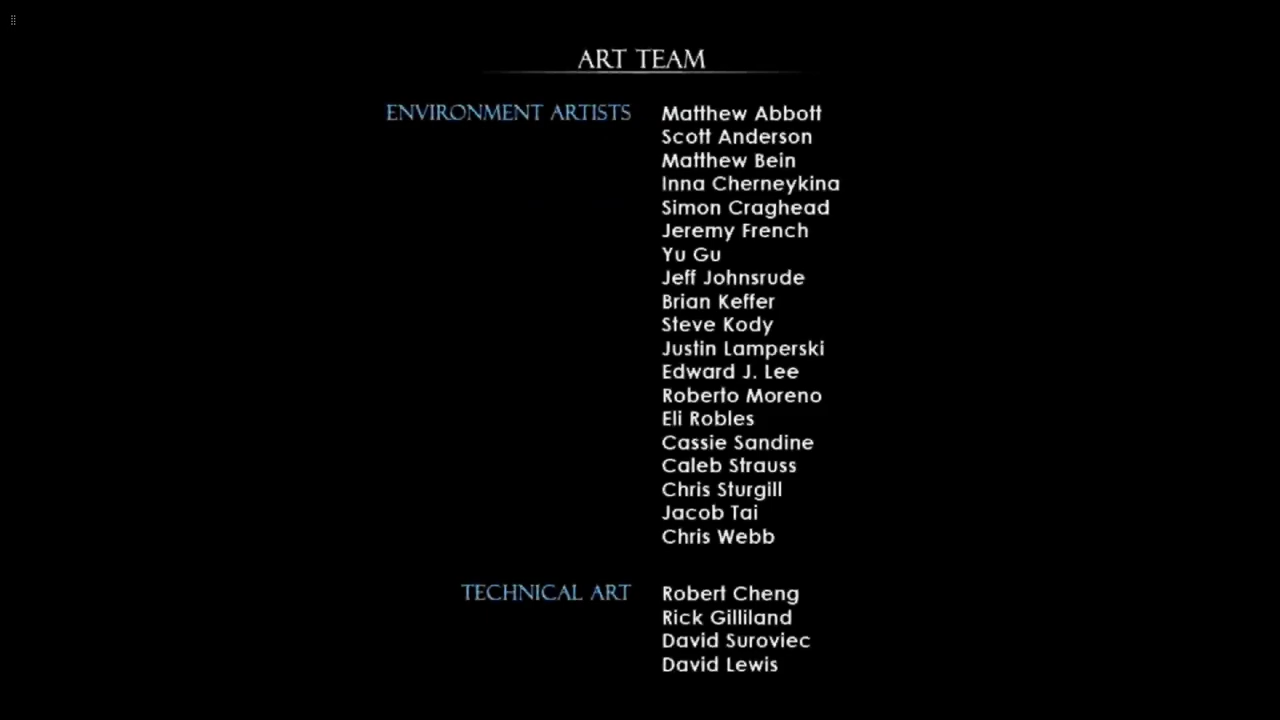 ART TEAM
ENVIRONMENT ARTISTS Matthew Abbott
Scott Anderson
Matthew Bein
Inna Cherneykina
Simon Craghead
Jeremy French
Yu Gu
Jeff Johnsrude
Brian Keffer
Steve Kody
Justin Lamperski
Edward J. Lee
Roberto Moreno
Eli Robles
Cassie Sandine
Caleb Strauss
Chris Sturgill
Jacob Tai
Chris Webb
TECHNICAL ART Robert Cheng
Rick Gilliland
David Suroviec
David Lewis